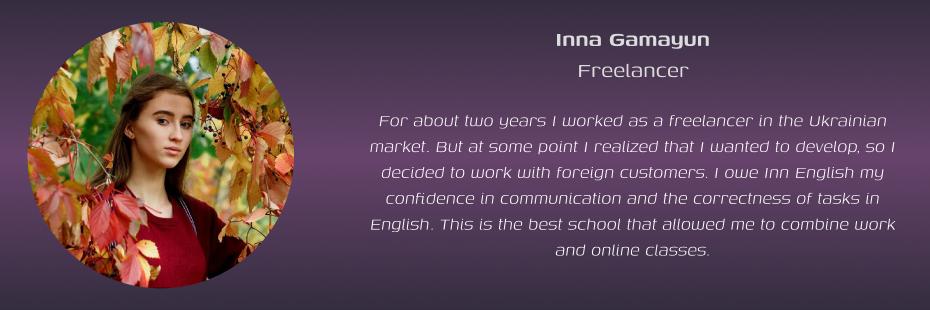 Inna Gamayun
Freelancer
For about two years I worked as a freelancer in the Ukrainian
market. But at some point I realized that I wanted to develop, so I
decided to work with foreign customers. I owe Inn English my
confidence in communication and the correctness of tasks in
English. This is the best school that allowed me to combine work
and online classes.